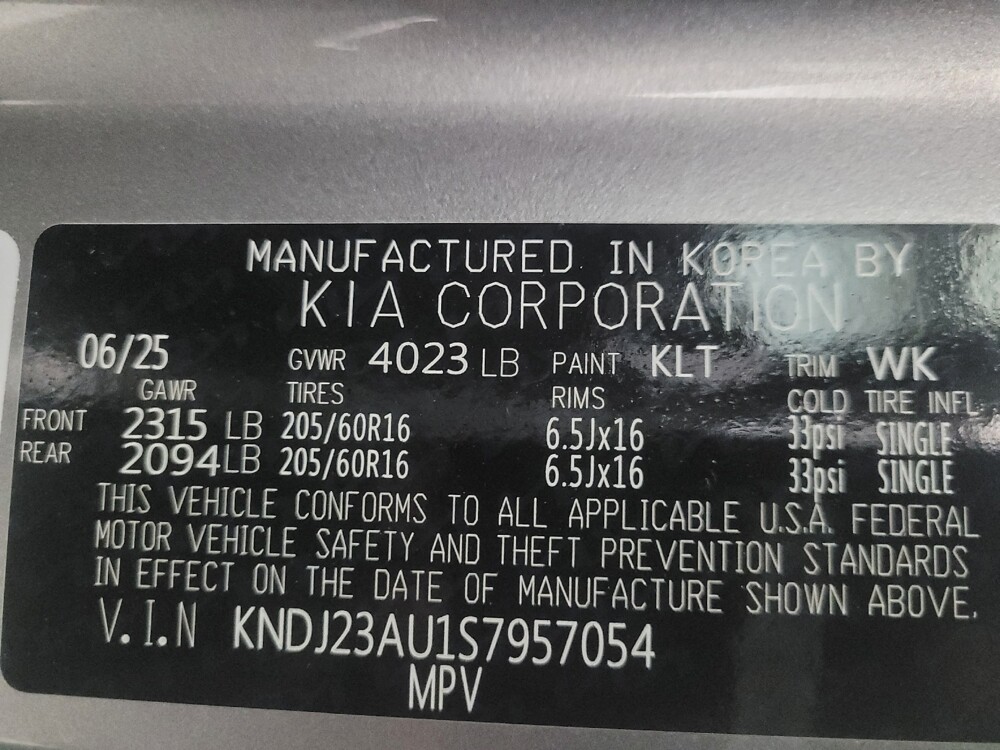 MANUFACTURED IN KOREA BY
KIA CORPORATION
06/25 GVWR 4023 LB PAINT KLT TRIM WK
GAWR TIRES RIMS COLD TIRE INFL
FRONT 2315 LB 205/60R16 6.5Jx16 33psi SINGLE
REAR 2094 LB 205/60R16 6.5Jx16 33psi SINGLE
THIS VEHICLE CONFORMS TO ALL APPLICABLE U.S.A. FEDERAL
MOTOR VEHICLE SAFETY AND THEFT PREVENTION STANDARDS
IN EFFECT ON THE DATE OF MANUFACTURE SHOWN ABOVE.
V.I.N KNDJ23AU1S7957054
MPV